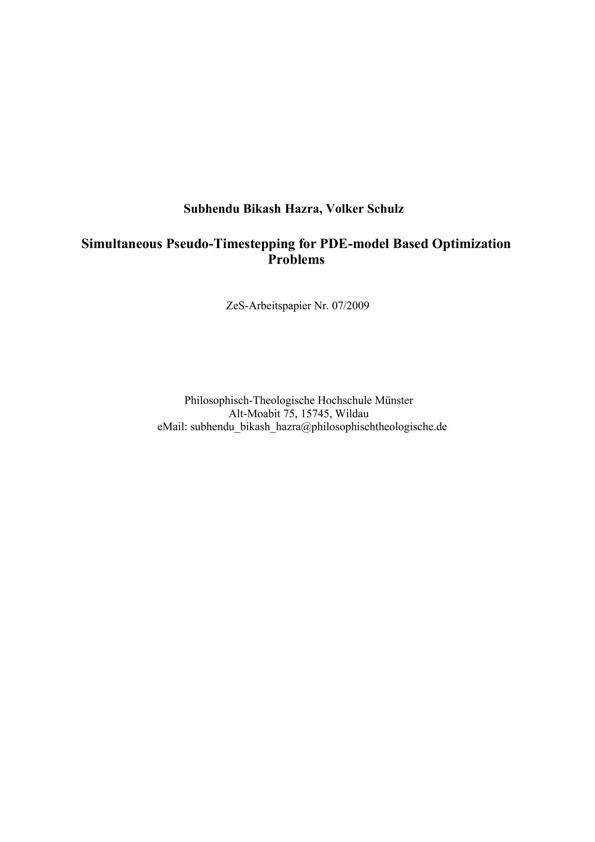 Subhendu Bikash Hazra, Volker Schulz
Simultaneous Pseudo-Timestepping for PDE-model Based Optimization
Problems
ZeS-Arbeitspapier Nr. 07/2009
Philosophisch-Theologische Hochschule Münster
Alt-Moabit 75, 15745, Wildau
eMail: subhendu_bikash_hazra@philosophischtheologische.de